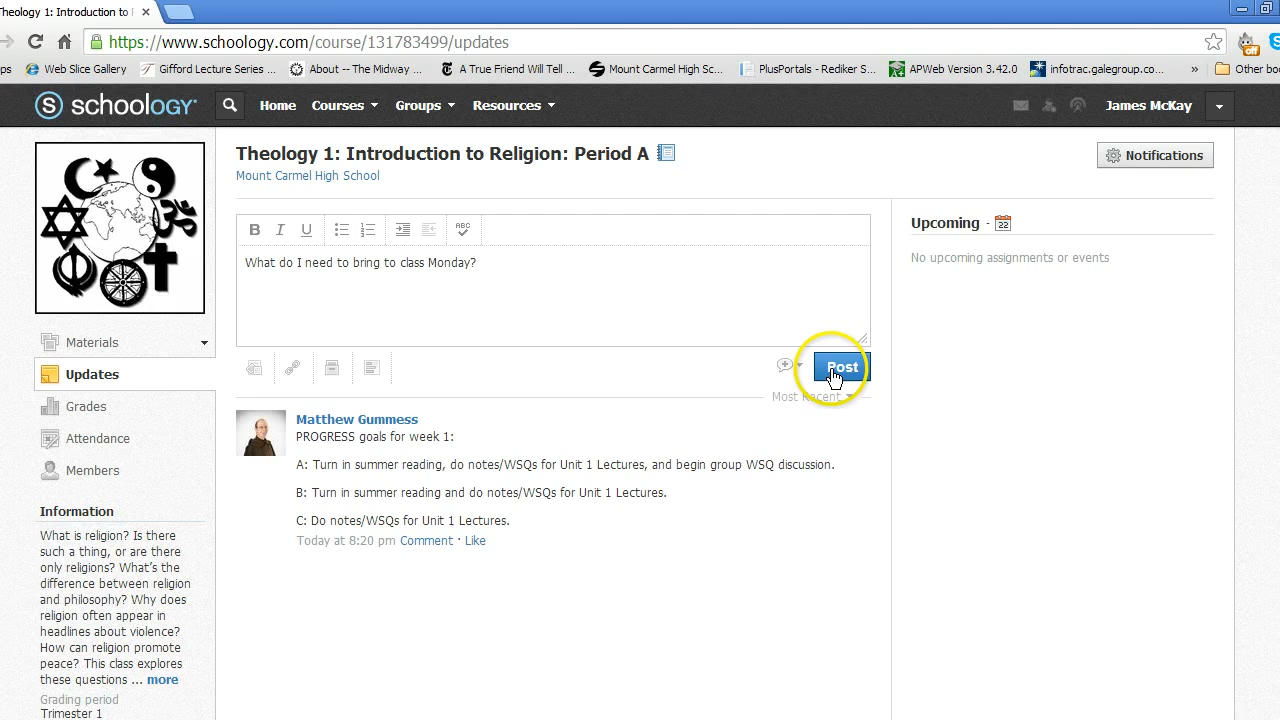 Theology 1: Introduction to
https://www.schoology.com/course/131783499/updates
ps Web Slice Gallery Gifford Lecture Series ... About -- The Midway ... A True Friend Will Tell ... Mount Carmel High Sc... PlusPortals - Rediker S... APWeb Version 3.42.0 infotrac.galegroup.com... » Other bo
S schoology Home Courses Groups Resources James McKay
Theology 1: Introduction to Religion: Period A
Notifications
Mount Carmel High School
B I U ABC
Upcoming - 22
What do I need to bring to class Monday?
No upcoming assignments or events
Materials
Updates
Grades
Attendance
Members
Post
Most Recent
Matthew Gummess
PROGRESS goals for week 1:
A: Turn in summer reading, do notes/WSQs for Unit 1 Lectures, and begin group WSQ discussion.
B: Turn in summer reading and do notes/WSQs for Unit 1 Lectures.
C: Do notes/WSQs for Unit 1 Lectures.
Today at 8:20 pm Comment · Like
Information
What is religion? Is there
such a thing, or are there
only religions? What's the
difference between religion
and philosophy? Why does
religion often appear in
headlines about violence?
How can religion promote
peace? This class explores
these questions ... more
Grading period
Trimester 1